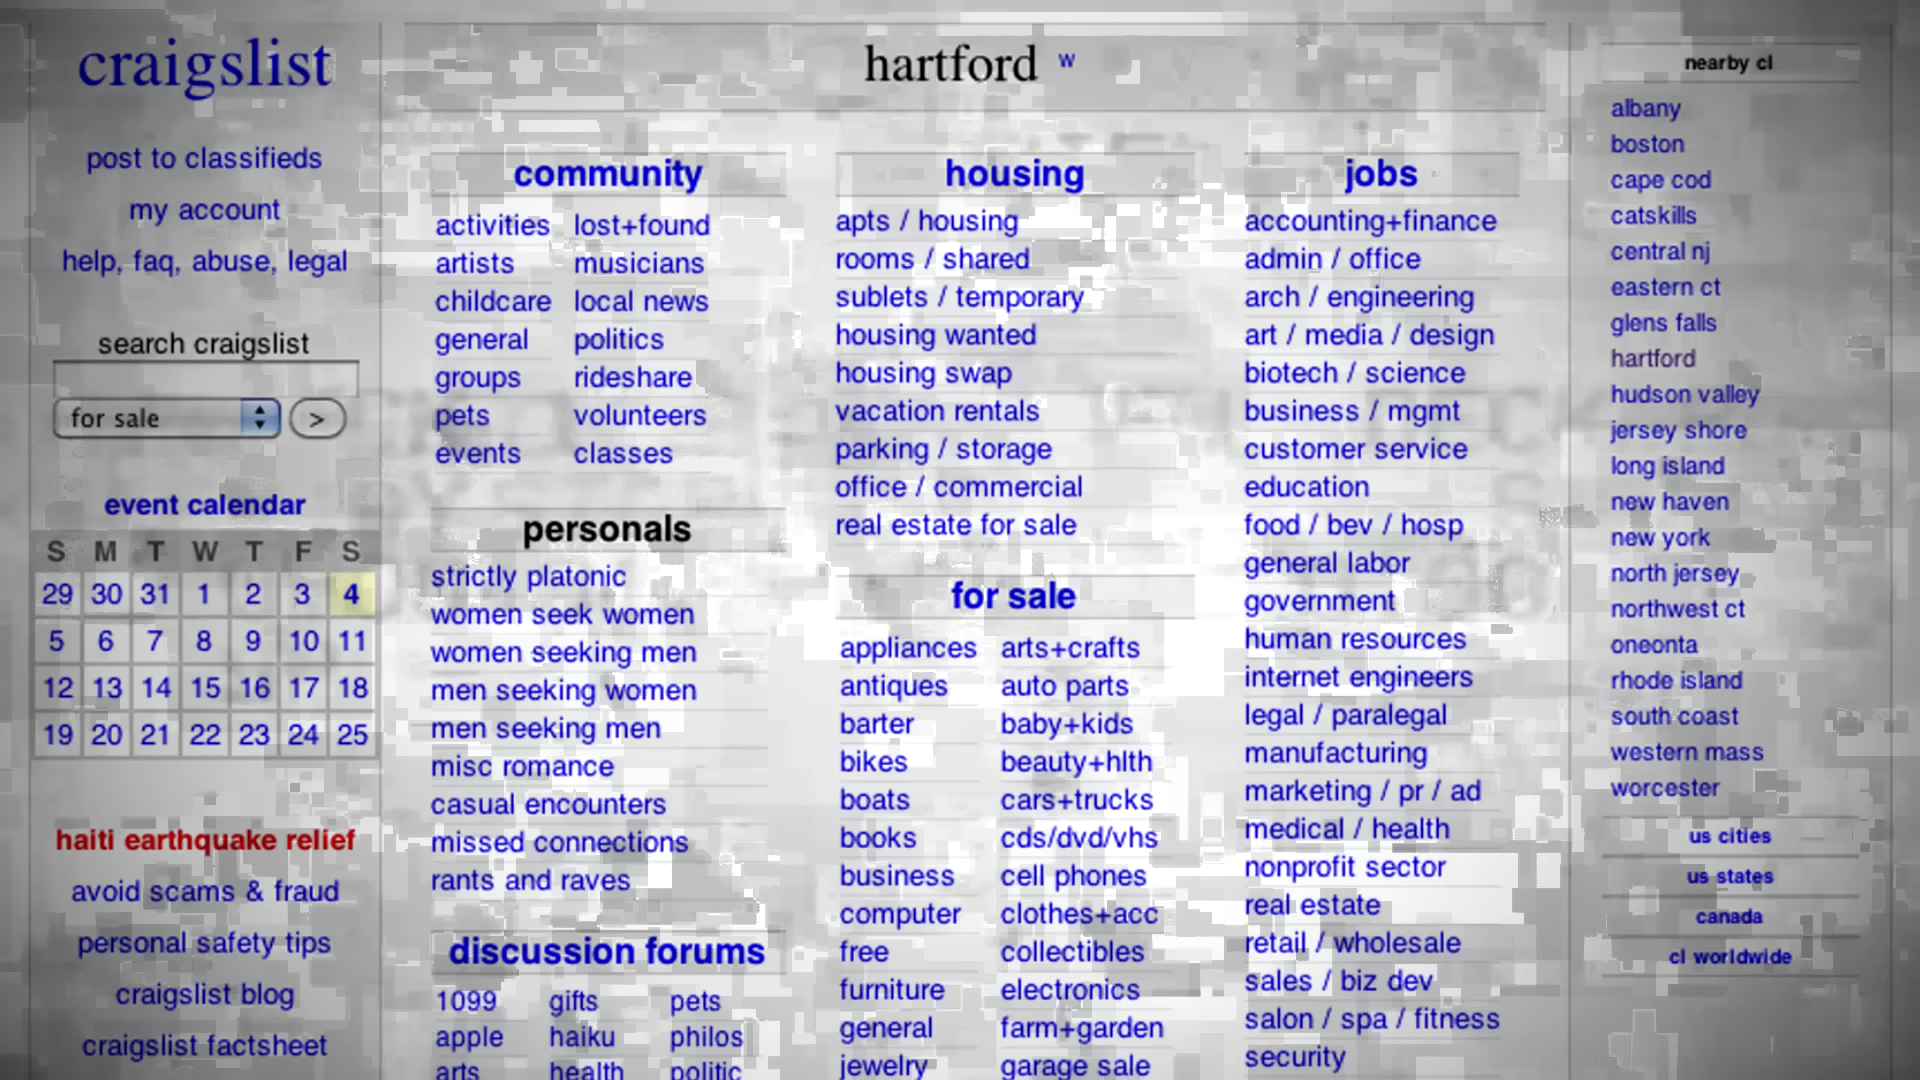 craigslist
post to classifieds
my account
help, faq, abuse, legal
search craigslist
for sale >
event calendar
S M T W T F S
29 30 31 1 2 3 4
5 6 7 8 9 10 11
12 13 14 15 16 17 18
19 20 21 22 23 24 25
haiti earthquake relief
avoid scams & fraud
personal safety tips
craigslist blog
craigslist factsheet
hartford w
community
activities lost+found
artists musicians
childcare local news
general politics
groups rideshare
pets volunteers
events classes
personals
strictly platonic
women seek women
women seeking men
men seeking women
men seeking men
misc romance
casual encounters
missed connections
rants and raves
discussion forums
1099 gifts pets
apple haiku philos
arts health politic
housing
apts / housing
rooms / shared
sublets / temporary
housing wanted
housing swap
vacation rentals
parking / storage
office / commercial
real estate for sale
for sale
appliances arts+crafts
antiques auto parts
barter baby+kids
bikes beauty+hlth
boats cars+trucks
books cds/dvd/vhs
business cell phones
computer clothes+acc
free collectibles
furniture electronics
general farm+garden
jewelry garage sale
jobs
accounting+finance
admin / office
arch / engineering
art / media / design
biotech / science
business / mgmt
customer service
education
food / bev / hosp
general labor
government
human resources
internet engineers
legal / paralegal
manufacturing
marketing / pr / ad
medical / health
nonprofit sector
real estate
retail / wholesale
sales / biz dev
salon / spa / fitness
security
nearby cl
albany
boston
cape cod
catskills
central nj
eastern ct
glens falls
hartford
hudson valley
jersey shore
long island
new haven
new york
north jersey
northwest ct
oneonta
rhode island
south coast
western mass
worcester
us cities
us states
canada
cl worldwide